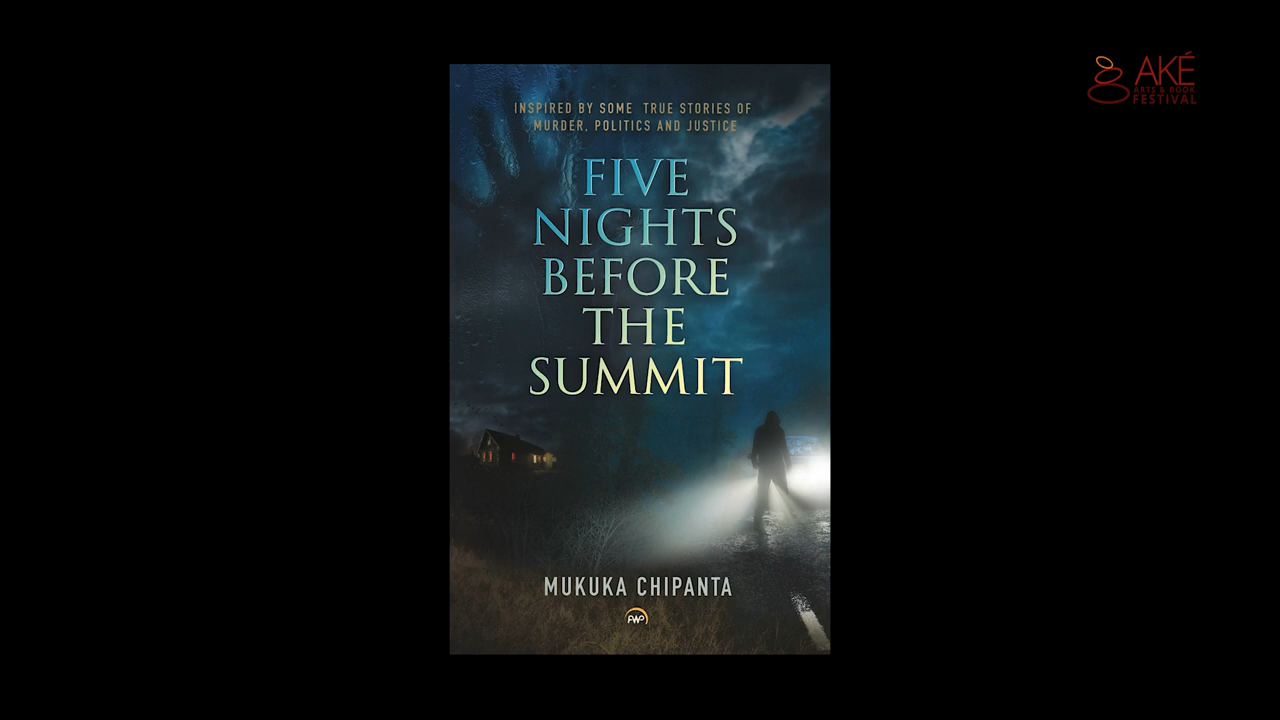 INSPIRED BY SOME TRUE STORIES OF
MURDER, POLITICS AND JUSTICE
FIVE
NIGHTS
BEFORE
THE
SUMMIT
MUKUKA CHIPANTA
AWP
AKÉ
ARTS & BOOK
FESTIVAL